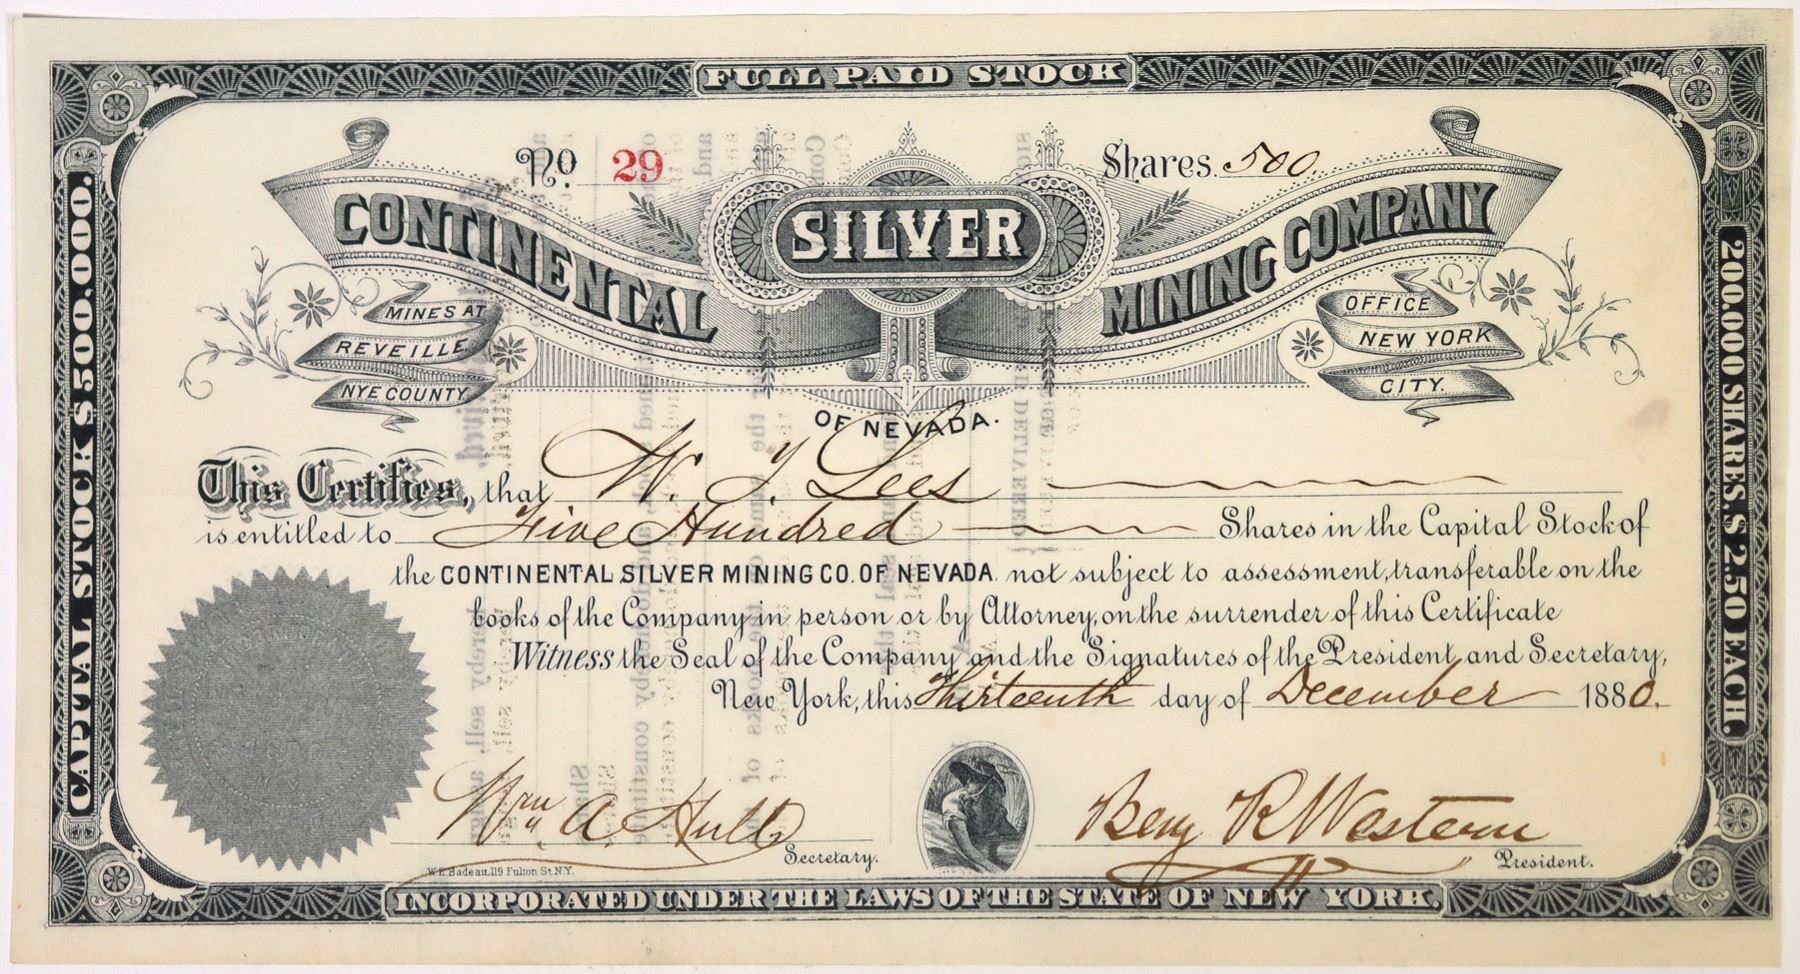 FULL PAID STOCK
No. 29
Shares. 500
CONTINENTAL SILVER MINING COMPANY
MINES AT
REVEILLE,
NYE COUNTY.
OFFICE
NEW YORK
CITY.
OF NEVADA.
CAPITAL STOCK $500.000.
200.000 SHARES. $2.50 EACH.
This Certifies, that W. J. Lees
is entitled to Five Hundred Shares in the Capital Stock of
the CONTINENTAL SILVER MINING CO. OF NEVADA. not subject to assessment, transferable on the
books of the Company in person or by Attorney, on the surrender of this Certificate
Witness the Seal of the Company and the Signatures of the President and Secretary,
New York, this Thirteenth day of December 1880.
Wm. A. Hulb
Secretary.
Benj R Western
President.
W.E. Badeau, 119 Fulton St. N.Y.
INCORPORATED UNDER THE LAWS OF THE STATE OF NEW YORK.